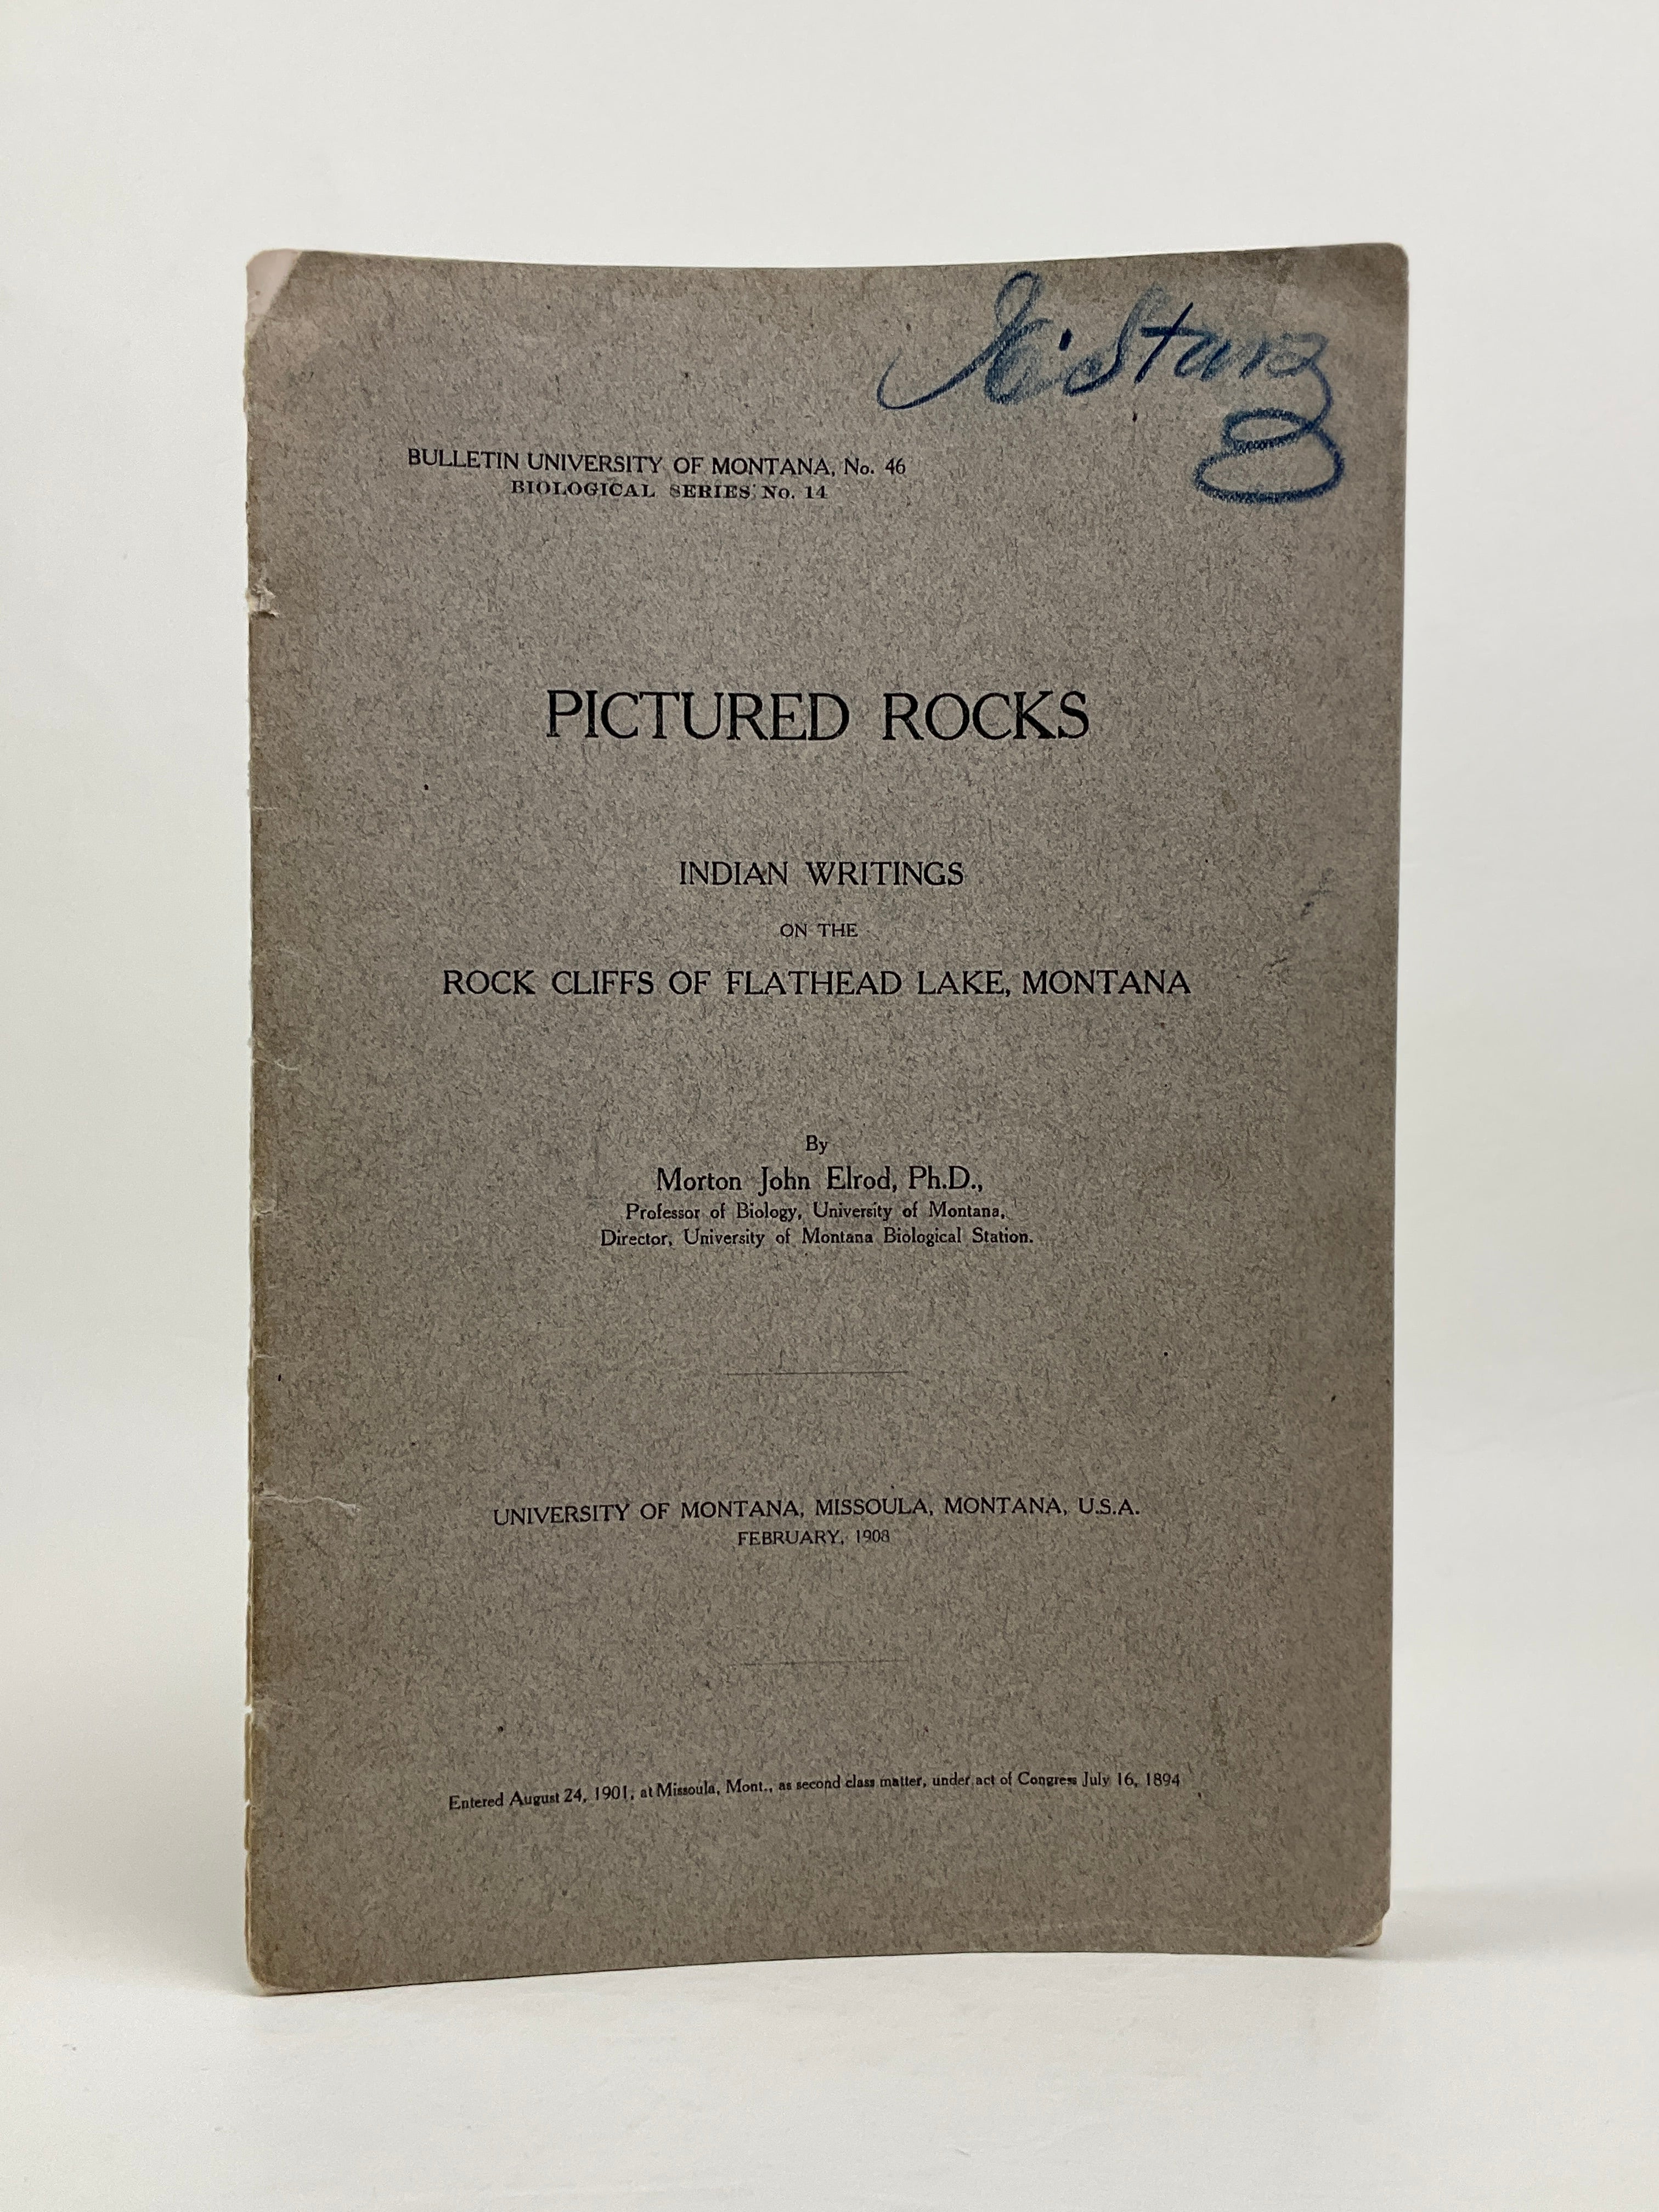 BULLETIN UNIVERSITY OF MONTANA, No. 46
BIOLOGICAL SERIES No. 14
PICTURED ROCKS
INDIAN WRITINGS
ON THE
ROCK CLIFFS OF FLATHEAD LAKE, MONTANA
By
Morton John Elrod, Ph.D.,
Professor of Biology, University of Montana,
Director, University of Montana Biological Station.
UNIVERSITY OF MONTANA, MISSOULA, MONTANA, U.S.A.
FEBRUARY, 1908
Entered August 24, 1901, at Missoula, Mont., as second class matter, under act of Congress July 16, 1894